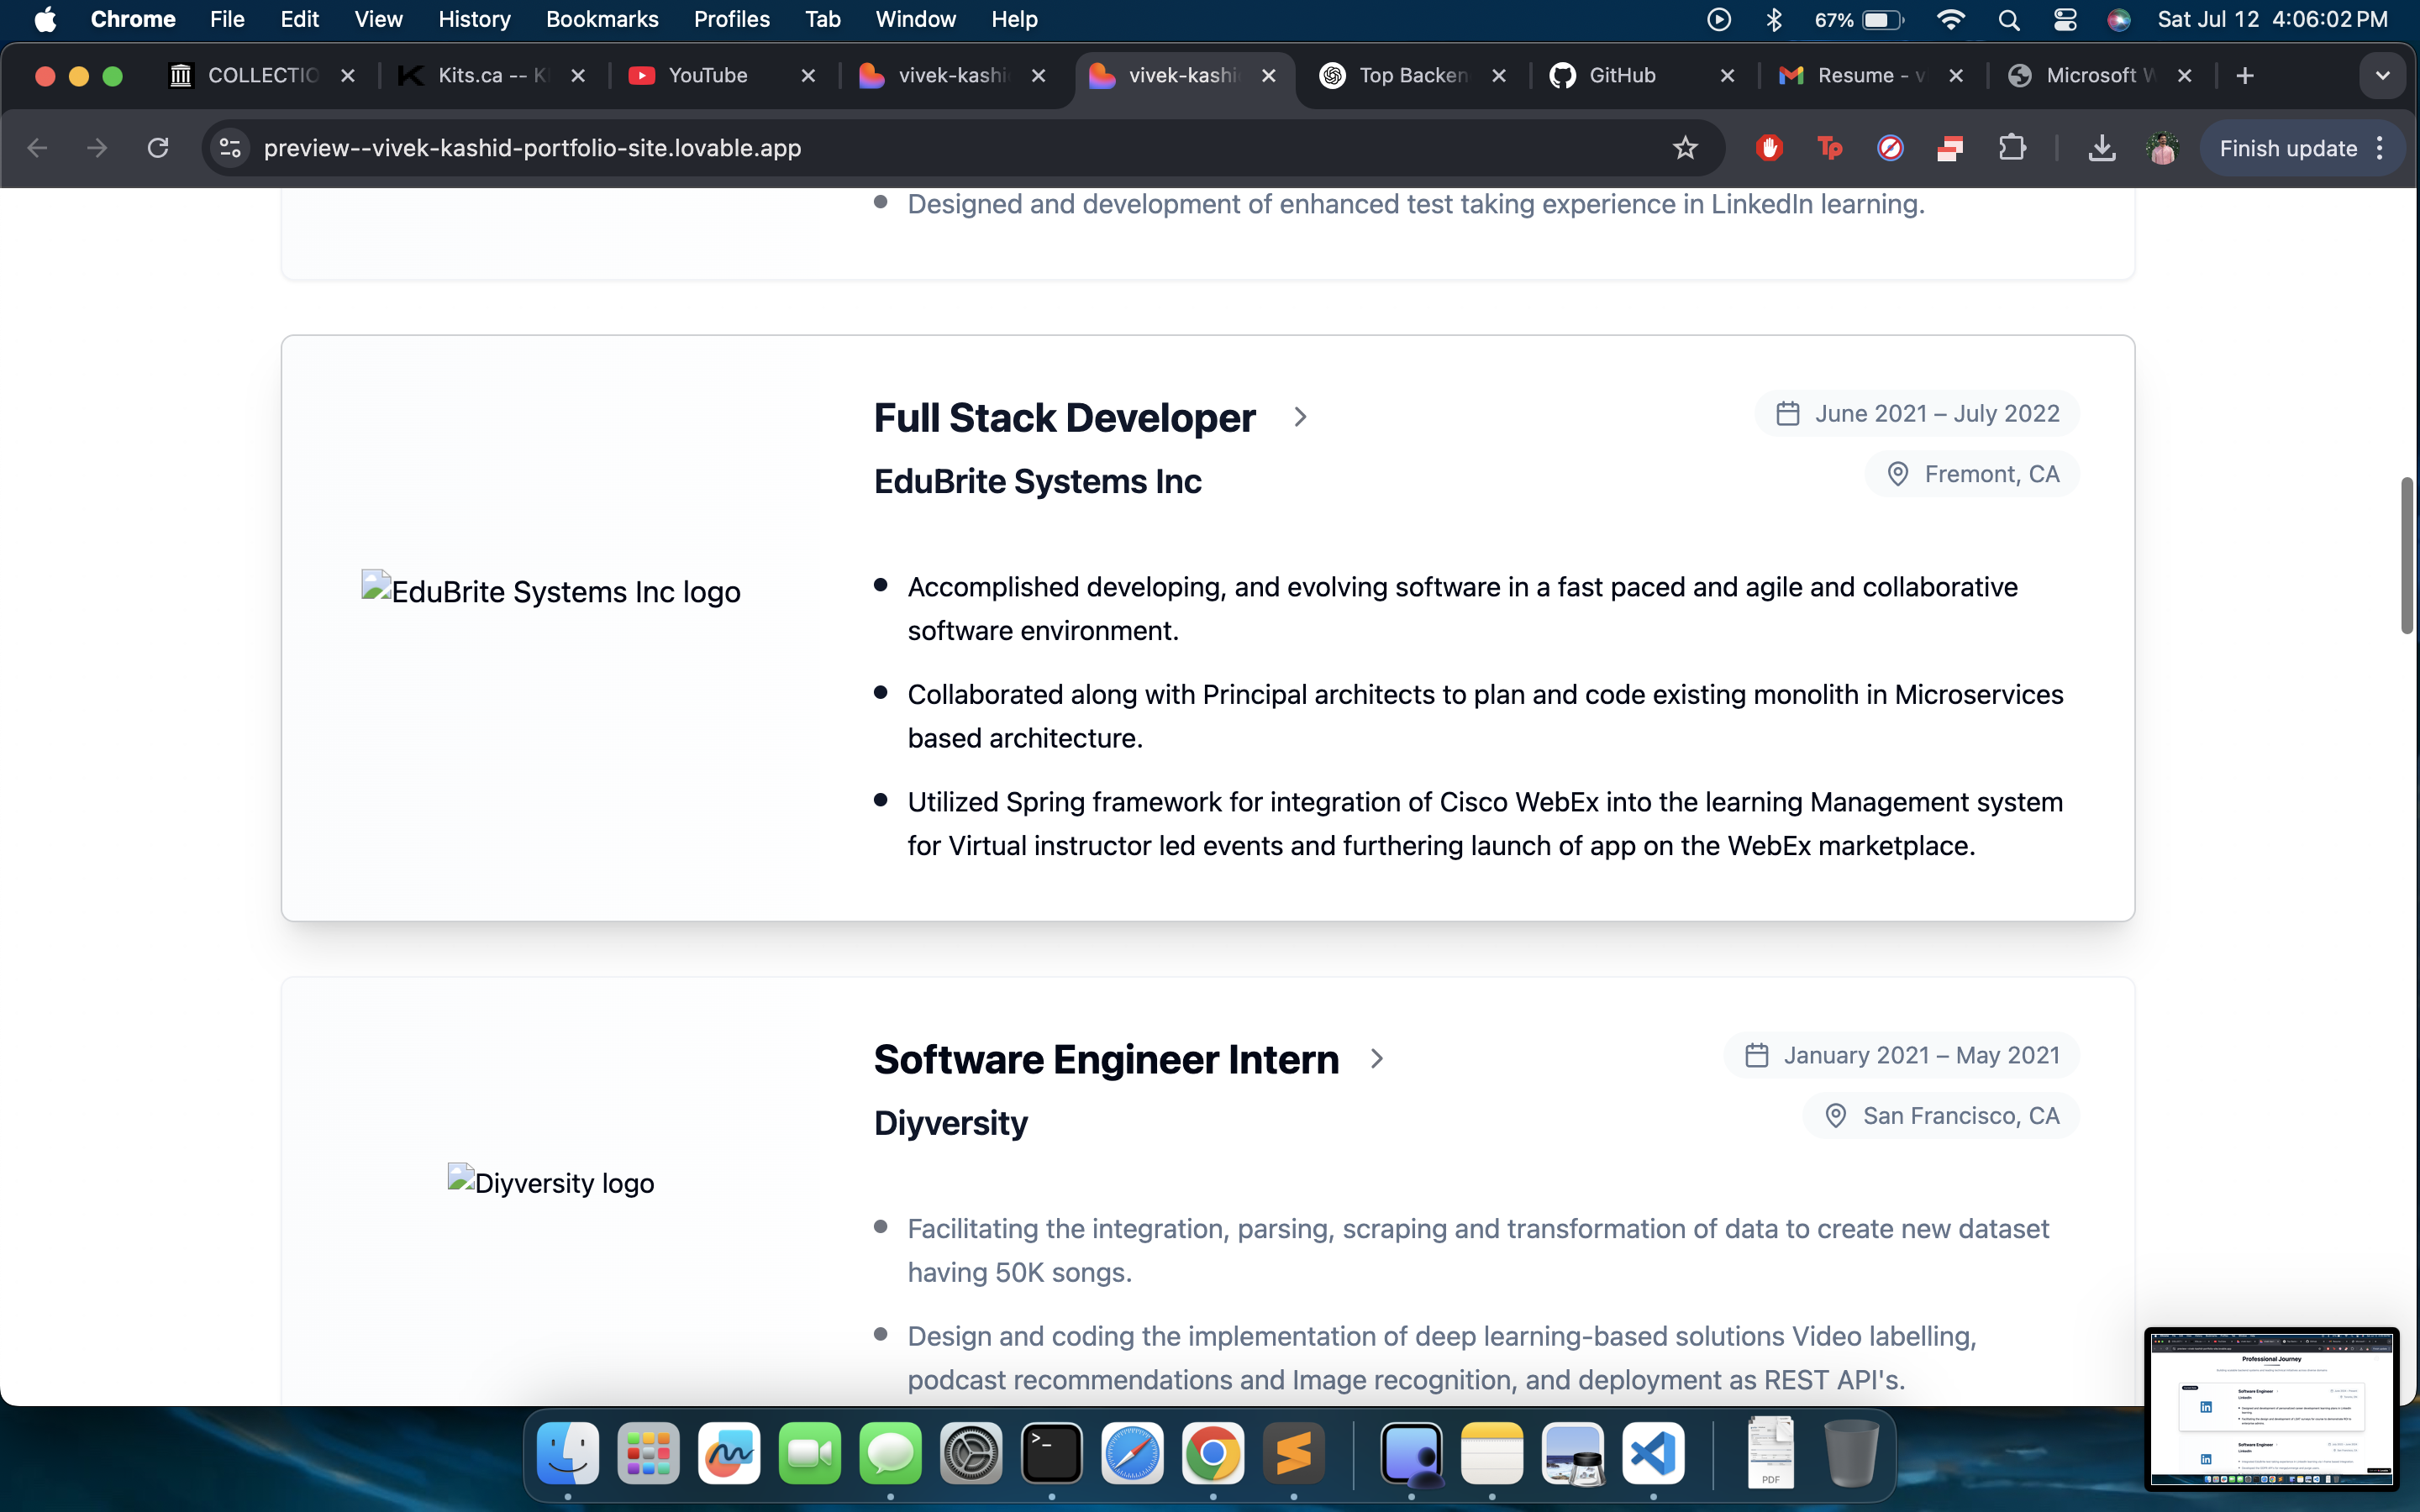 Chrome File Edit View History Bookmarks Profiles Tab Window Help 67% Sat Jul 12 4:06:02 PM
COLLECTIO Kits.ca -- K YouTube vivek-kashi vivek-kashi Top Backen GitHub Resume - v Microsoft W
preview--vivek-kashid-portfolio-site.lovable.app Tp Finish update
Designed and development of enhanced test taking experience in LinkedIn learning.
Full Stack Developer
June 2021 – July 2022
EduBrite Systems Inc
Fremont, CA
EduBrite Systems Inc logo
Accomplished developing, and evolving software in a fast paced and agile and collaborative
software environment.
Collaborated along with Principal architects to plan and code existing monolith in Microservices
based architecture.
Utilized Spring framework for integration of Cisco WebEx into the learning Management system
for Virtual instructor led events and furthering launch of app on the WebEx marketplace.
Software Engineer Intern
January 2021 – May 2021
Diyversity
San Francisco, CA
Diyversity logo
Facilitating the integration, parsing, scraping and transformation of data to create new dataset
having 50K songs.
Design and coding the implementation of deep learning-based solutions Video labelling,
podcast recommendations and Image recognition, and deployment as REST API's.
Professional Journey
Software Engineer
LinkedIn
Software Engineer
LinkedIn
PDF